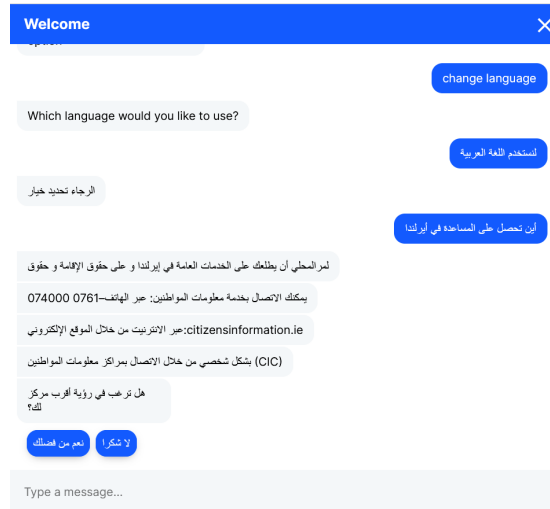 Welcome
change language
Which language would you like to use?
لنستخدم اللغة العربية
الرجاء تحديد خيار
أين تحصل على المساعدة في أيرلندا
لمرالمحلي أن يطلعك على الخدمات العامة في إيرلندا و على حقوق الإقامة و حقوق
يمكنك الاتصال بخدمة معلومات المواطنين: عبر الهاتف–0761 074000
عبر الانترنيت من خلال الموقع الإلكتروني:citizensinformation.ie
بشكل شخصي من خلال الاتصال بمراكز معلومات المواطنين (CIC)
هل ترغب في رؤية أقرب مركز
لك؟
لا شكرا
نعم من فضلك
Type a message...